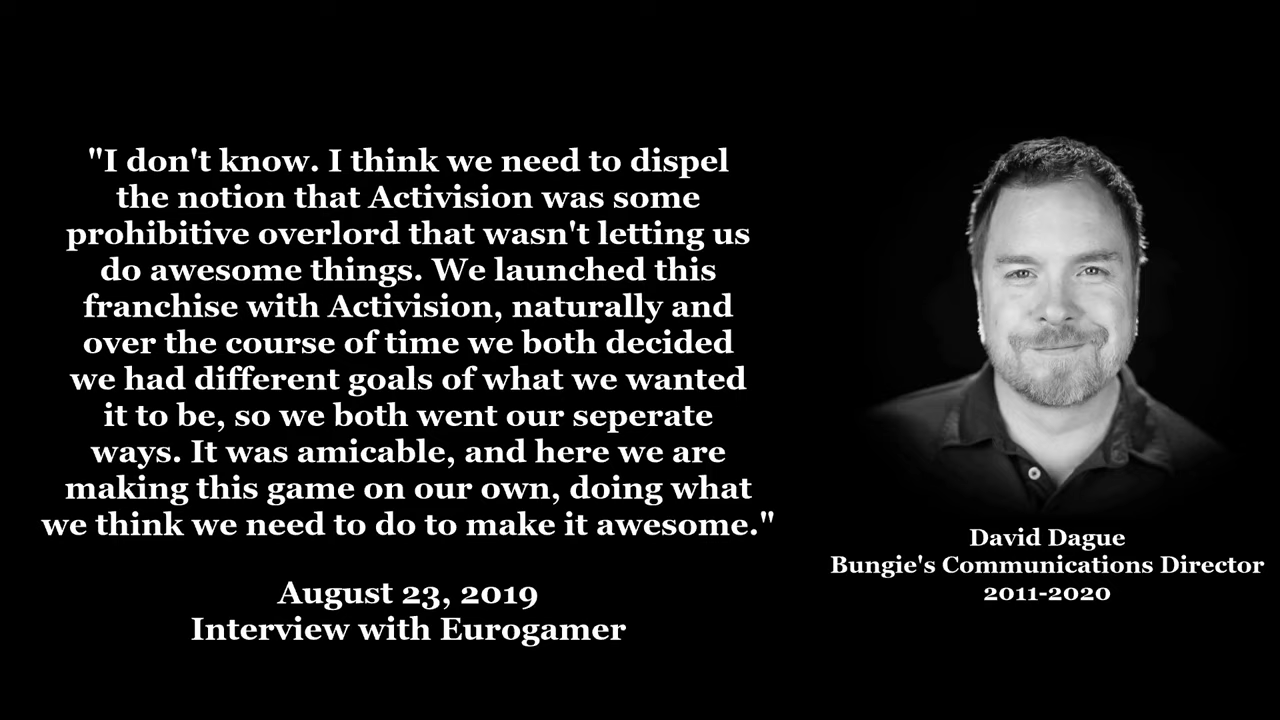 "I don't know. I think we need to dispel
the notion that Activision was some
prohibitive overlord that wasn't letting us
do awesome things. We launched this
franchise with Activision, naturally and
over the course of time we both decided
we had different goals of what we wanted
it to be, so we both went our seperate
ways. It was amicable, and here we are
making this game on our own, doing what
we think we need to do to make it awesome."
August 23, 2019
Interview with Eurogamer
David Dague
Bungie's Communications Director
2011-2020